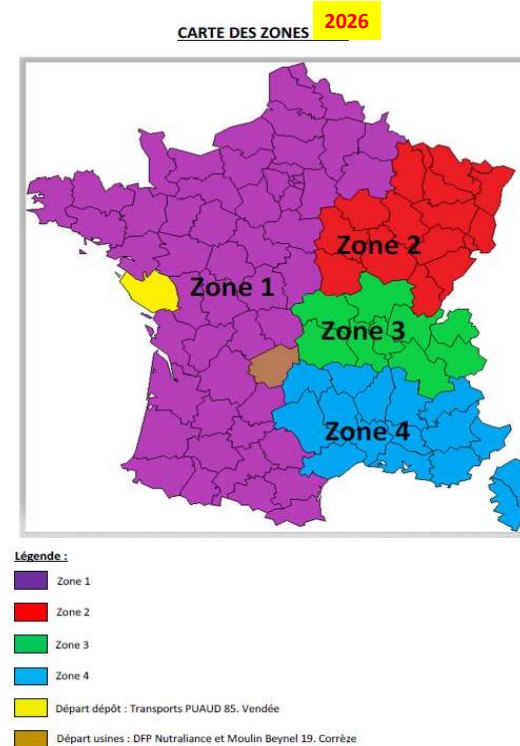 CARTE DES ZONES 2026
Zone 2
Zone 1
Zone 3
Zone 4
Légende :
Zone 1
Zone 2
Zone 3
Zone 4
Départ dépôt : Transports PUAUD 85. Vendée
Départ usines : DFP Nutraliance et Moulin Beynel 19. Corrèze